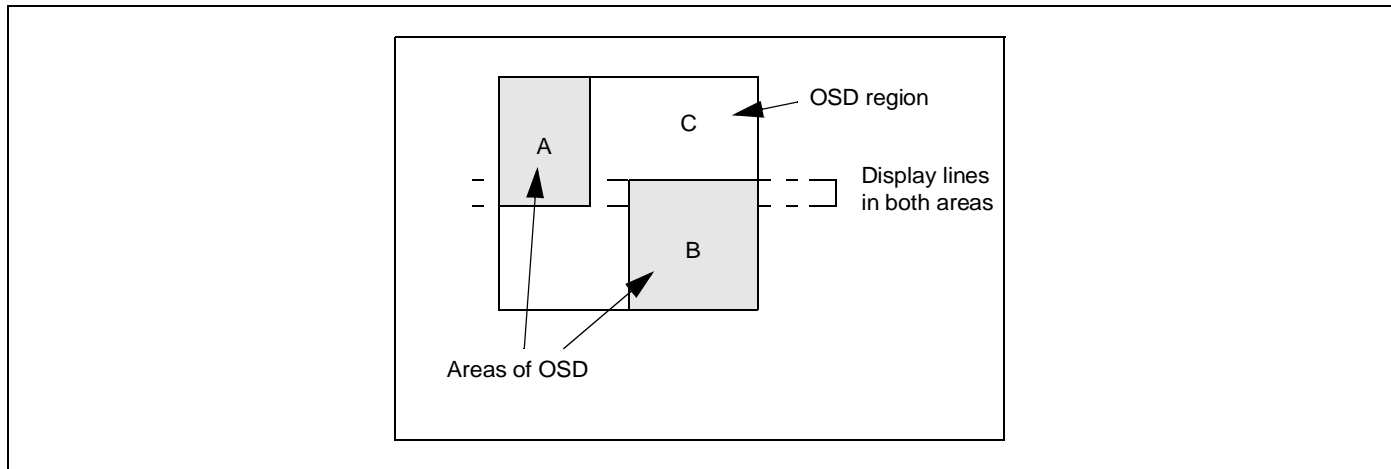 OSD region
C
A
Display lines
in both areas
B
Areas of OSD